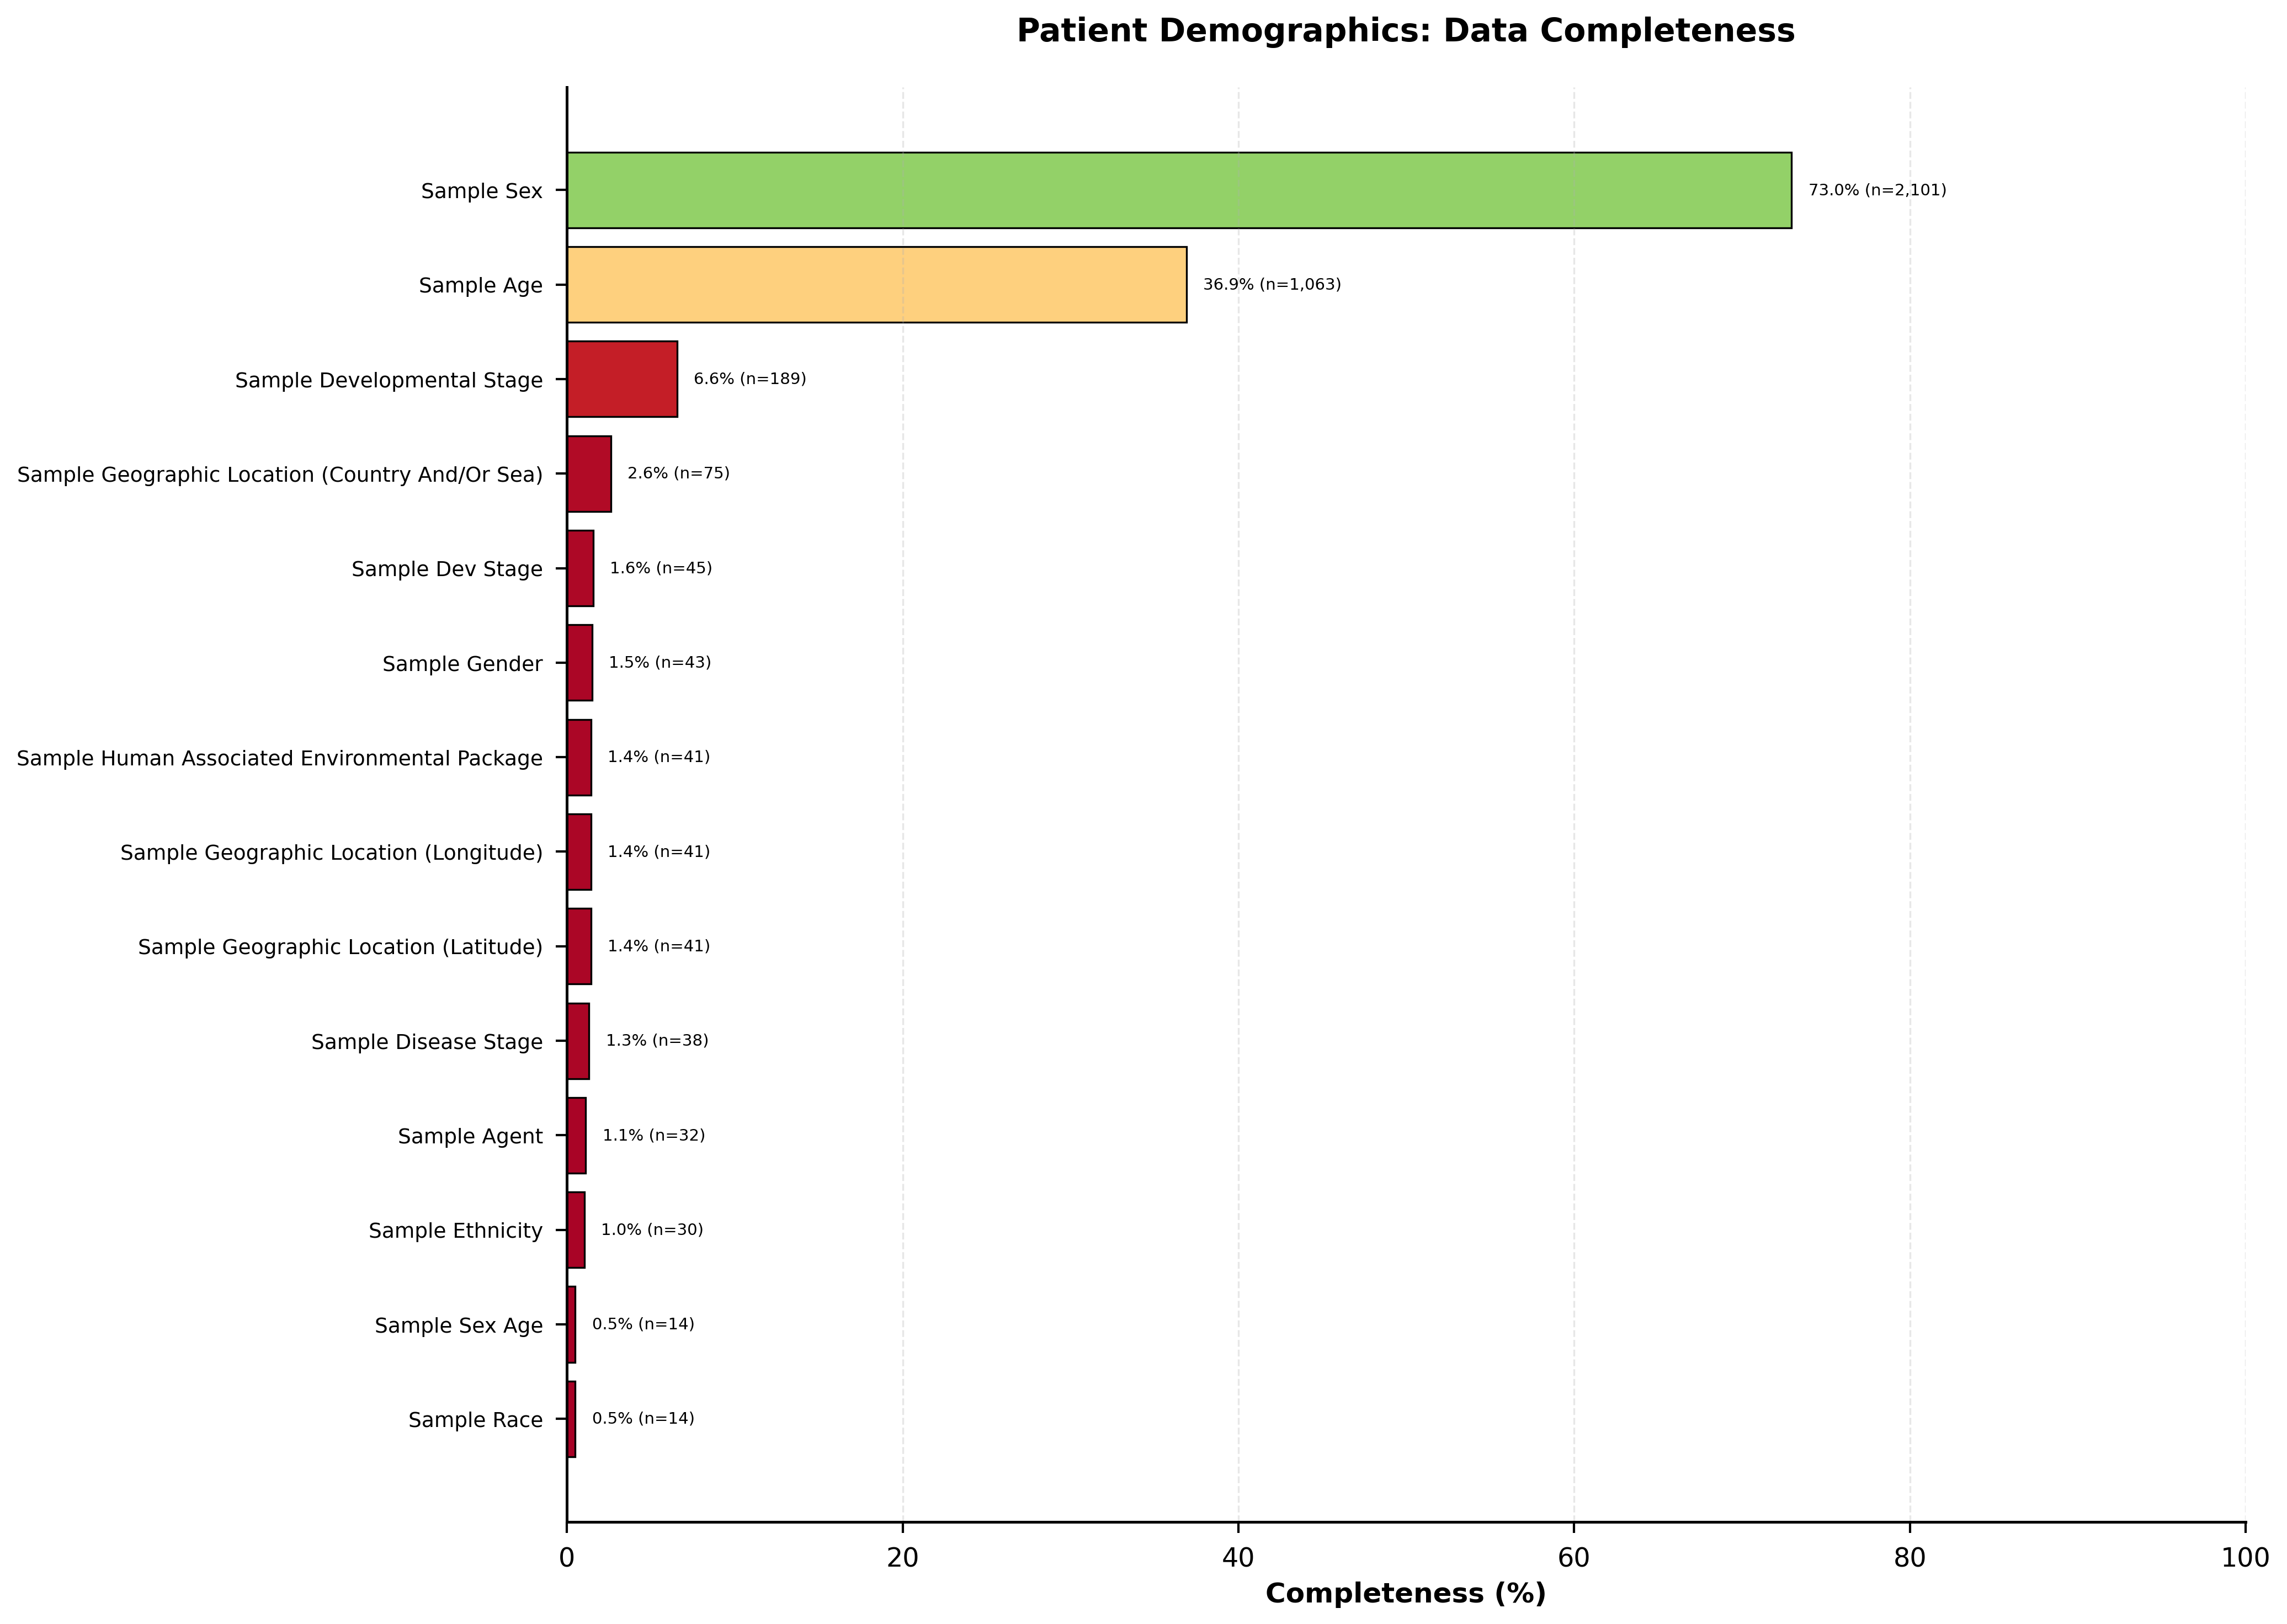 Patient Demographics: Data Completeness
Sample Sex 73.0% (n=2,101)
Sample Age 36.9% (n=1,063)
Sample Developmental Stage 6.6% (n=189)
Sample Geographic Location (Country And/Or Sea) 2.6% (n=75)
Sample Dev Stage 1.6% (n=45)
Sample Gender 1.5% (n=43)
Sample Human Associated Environmental Package 1.4% (n=41)
Sample Geographic Location (Longitude) 1.4% (n=41)
Sample Geographic Location (Latitude) 1.4% (n=41)
Sample Disease Stage 1.3% (n=38)
Sample Agent 1.1% (n=32)
Sample Ethnicity 1.0% (n=30)
Sample Sex Age 0.5% (n=14)
Sample Race 0.5% (n=14)
0 20 40 60 80 100
Completeness (%)